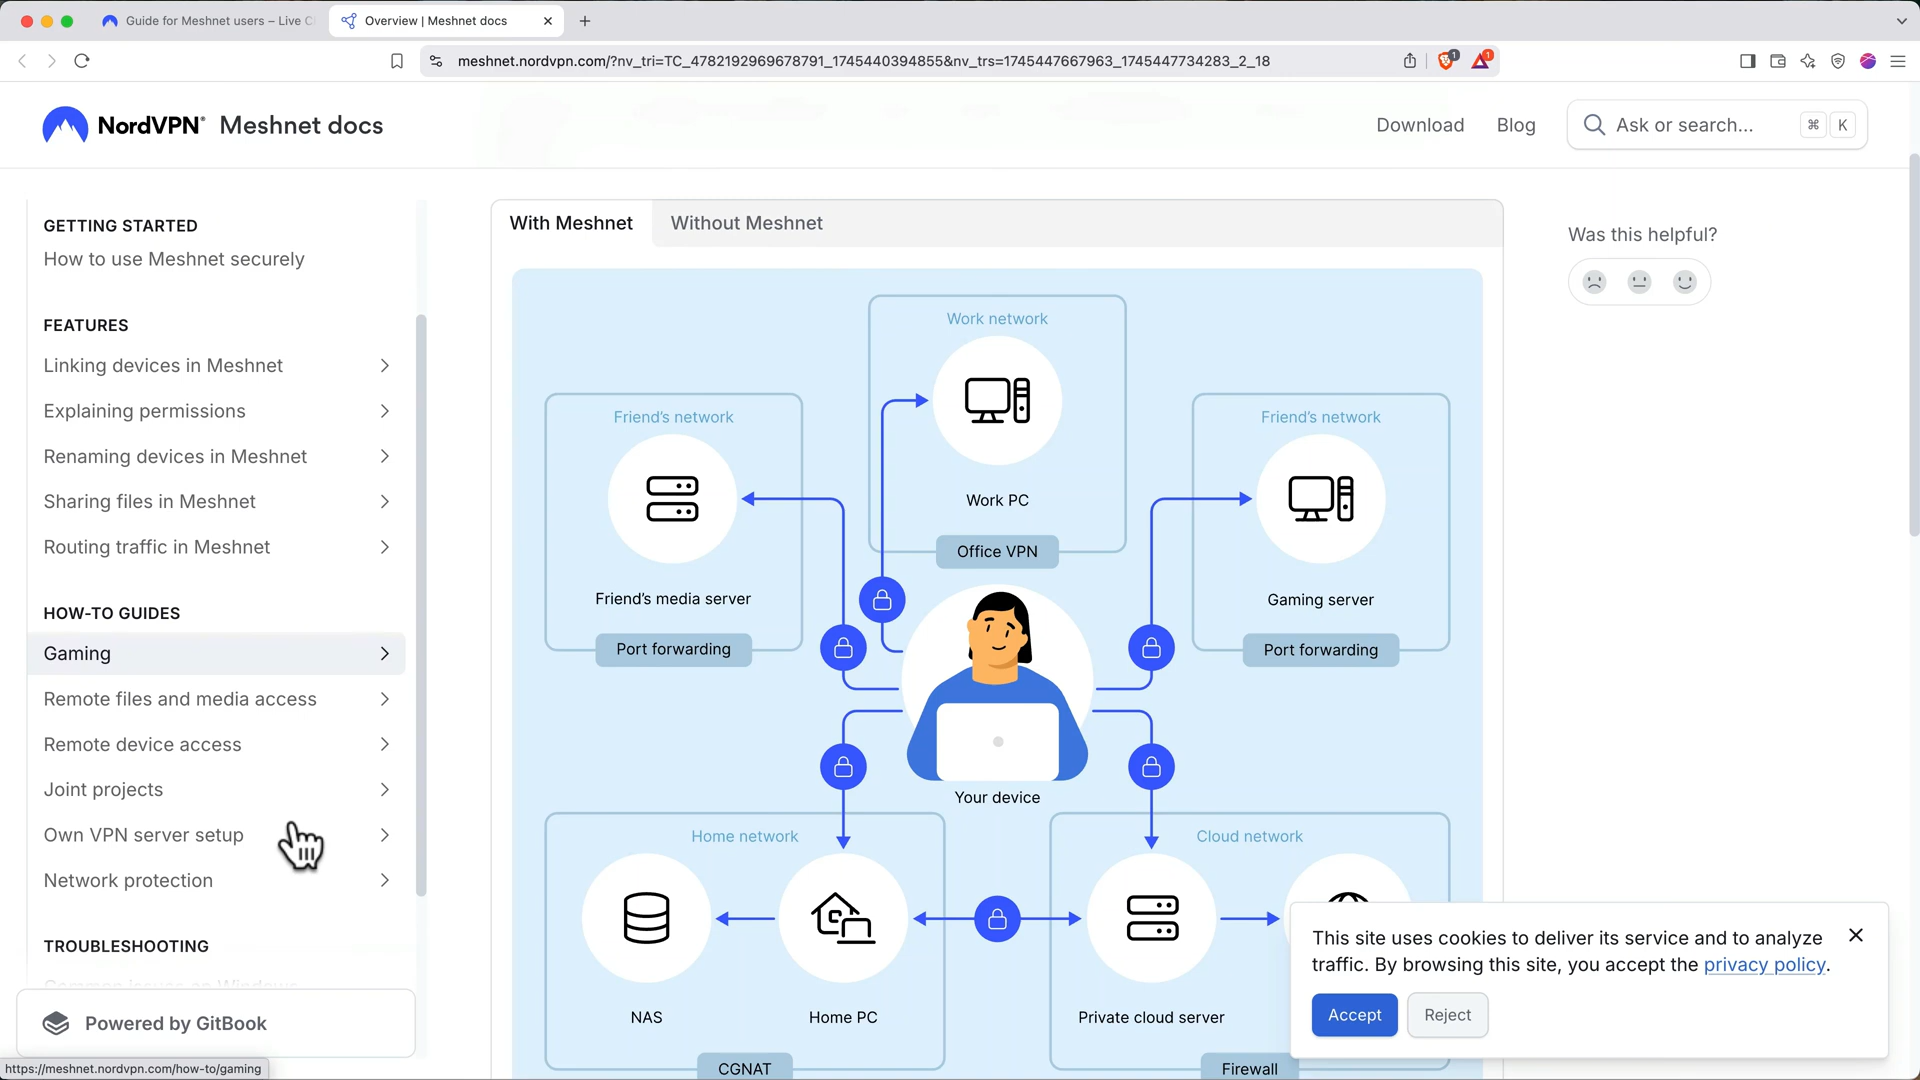 Guide for Meshnet users – Live C
Overview | Meshnet docs
meshnet.nordvpn.com/?nv_tri=TC_4782192969678791_1745440394855&nv_trs=1745447667963_1745447734283_2_18
1
1
NordVPN® Meshnet docs
Download
Blog
Ask or search...
⌘ K
GETTING STARTED
How to use Meshnet securely
FEATURES
Linking devices in Meshnet
Explaining permissions
Renaming devices in Meshnet
Sharing files in Meshnet
Routing traffic in Meshnet
HOW-TO GUIDES
Gaming
Remote files and media access
Remote device access
Joint projects
Own VPN server setup
Network protection
TROUBLESHOOTING
Common issues on Windows
Powered by GitBook
https://meshnet.nordvpn.com/how-to/gaming
With Meshnet
Without Meshnet
Work network
Work PC
Office VPN
Friend's network
Friend's media server
Port forwarding
Friend's network
Gaming server
Port forwarding
Your device
Home network
NAS
Home PC
CGNAT
Cloud network
Private cloud server
Firewall
Was this helpful?
This site uses cookies to deliver its service and to analyze
traffic. By browsing this site, you accept the privacy policy.
Accept
Reject